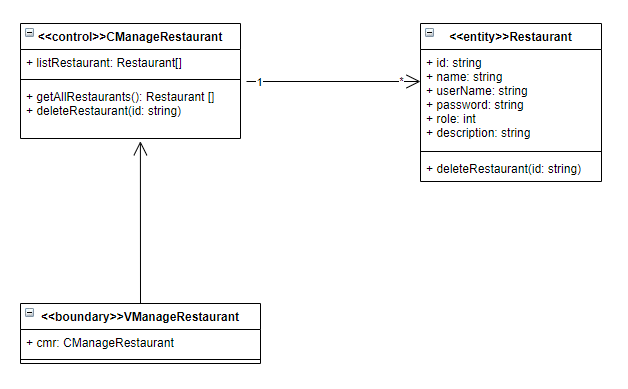 <<control>>CManageRestaurant
+ listRestaurant: Restaurant[]
+ getAllRestaurants(): Restaurant []
+ deleteRestaurant(id: string)
1
*
<<entity>>Restaurant
+ id: string
+ name: string
+ userName: string
+ password: string
+ role: int
+ description: string
+ deleteRestaurant(id: string)
<<boundary>>VManageRestaurant
+ cmr: CManageRestaurant